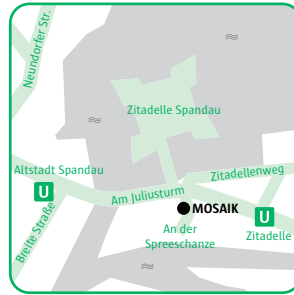 Neundorfer Str.
Zitadelle Spandau
Altstadt Spandau
U
Zitadellenweg
Am Juliusturm
MOSAIK
Breite Straße
An der
Spreeschanze
U
Zitadelle